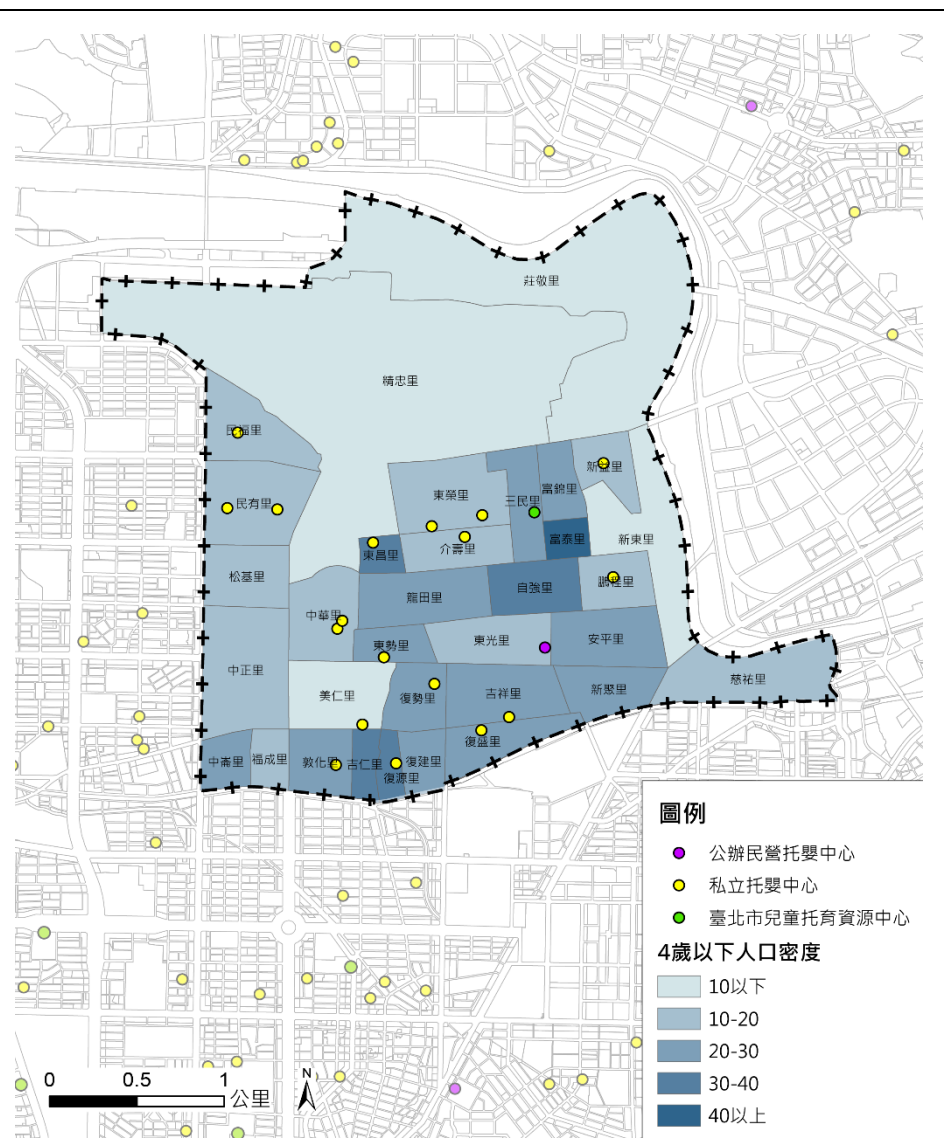 莊敬里
精忠里
民福里
新益里
東榮里
三民里
富錦里
民有里
富泰里
新東里
介壽里
東昌里
松基里
龍田里
自強里
鵬程里
中華里
東勢里
東光里
安平里
中正里
美仁里
復勢里
吉祥里
新聚里
慈祐里
復盛里
中崙里
福成里
敦化里
吉仁里
復建里
復源里
圖例
公辦民營托嬰中心
私立托嬰中心
臺北市兒童托育資源中心
4歲以下人口密度
10以下
10-20
20-30
30-40
40以上
0 0.5 1
公里
N